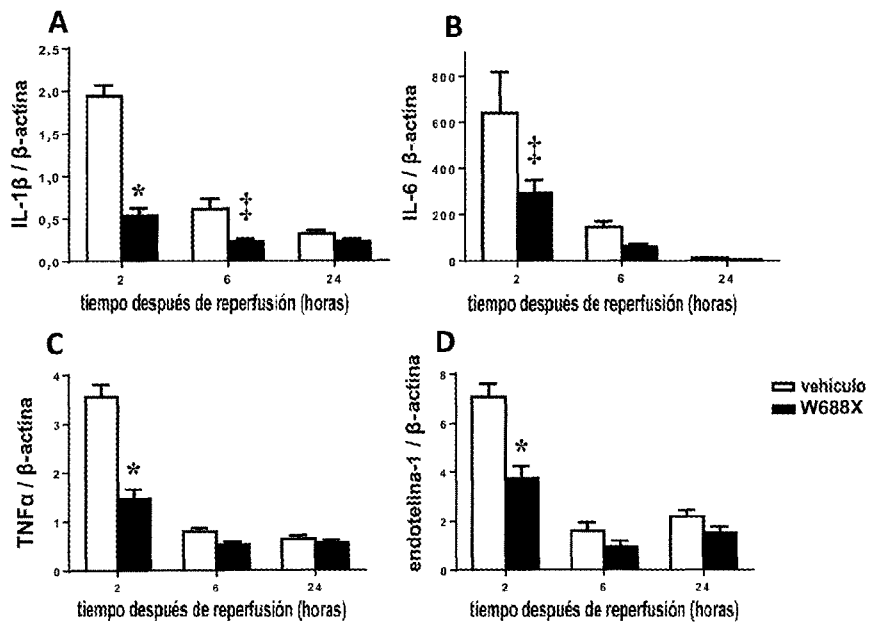 A
2,5
2,0
1,5
1,0
0,5
0,0
IL-1β / β-actina
*
‡
2 6 24
tiempo después de reperfusión (horas)
B
800
600
400
200
0
IL-6 / β-actina
‡
2 6 24
tiempo después de reperfusión (horas)
C
4
3
2
1
0
TNFα / β-actina
*
2 6 24
tiempo después de reperfusión (horas)
D
8
6
4
2
0
endotelina-1 / β-actina
*
2 6 24
tiempo después de reperfusión (horas)
vehículo
W688X